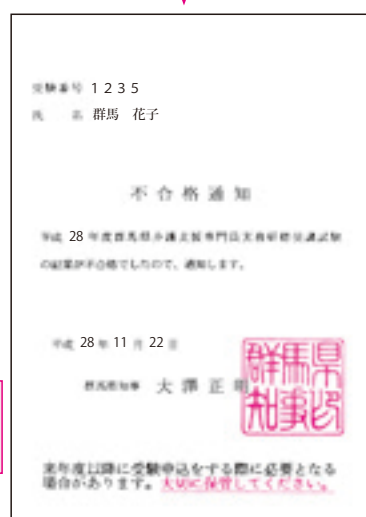 受験番号 1235
氏 名 群馬 花子
不合格通知
平成 28 年度群馬県介護支援専門員実務研修受講試験
の結果が不合格でしたので、通知します。
平成 28 年 11 月 22 日
群馬県知事 大澤正明
群馬県知事印
来年度以降に受験申込をする際に必要となる
場合があります。大切に保管してください。